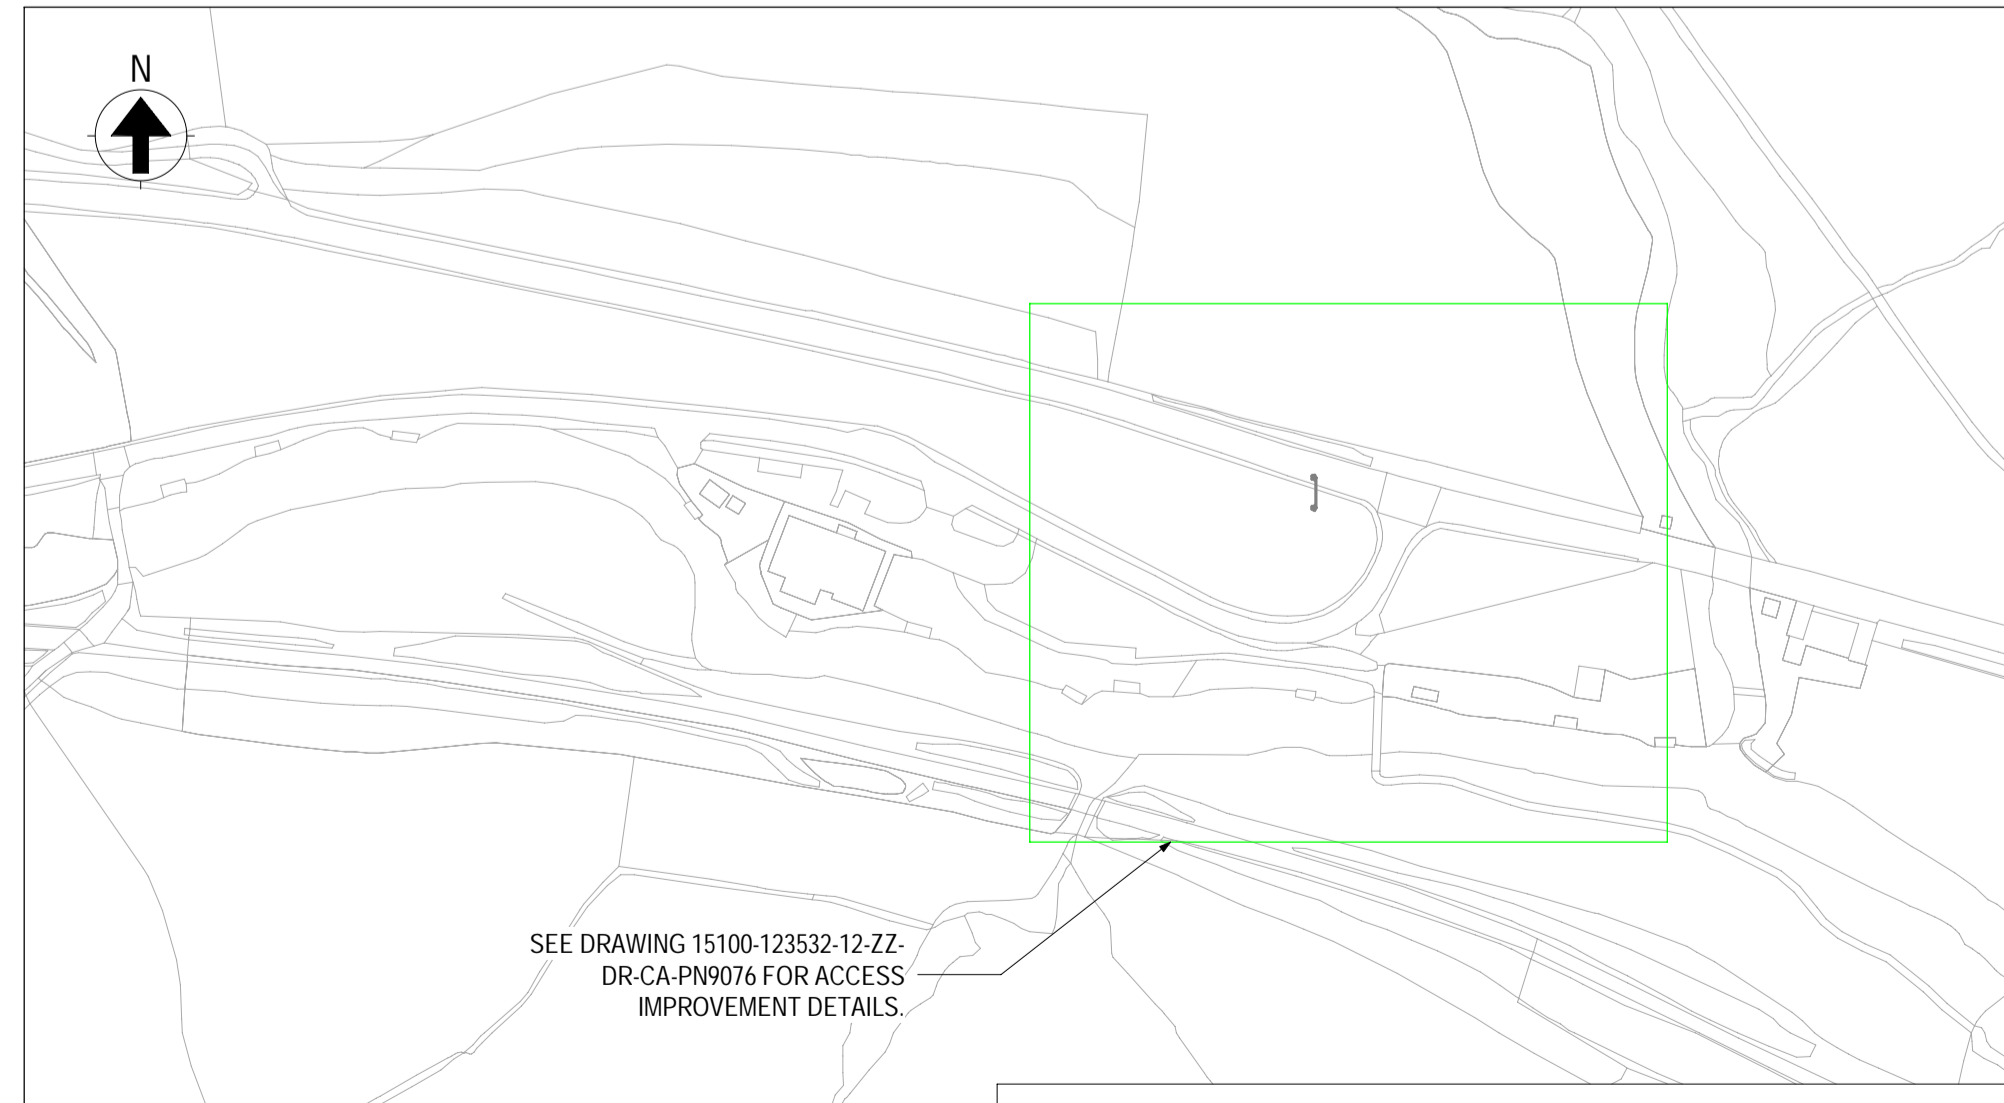 N
SEE DRAWING 15100-123532-12-ZZ-
DR-CA-PN9076 FOR ACCESS
IMPROVEMENT DETAILS.